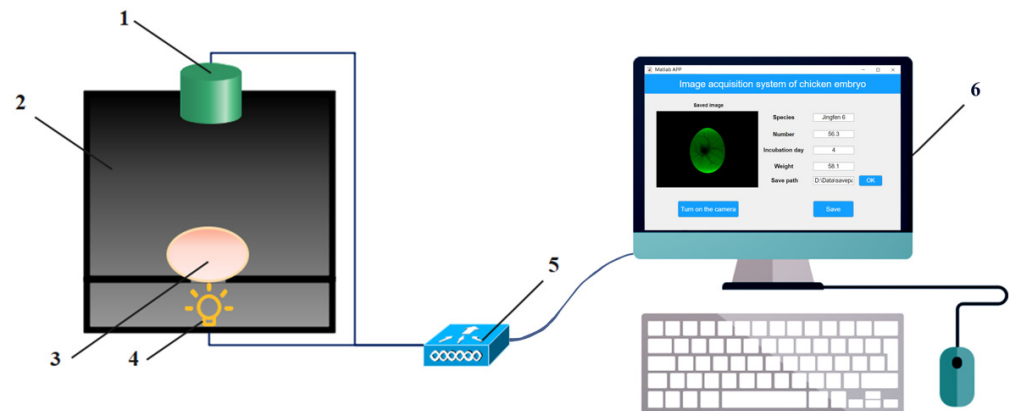 1
2
3
4
5
6
Matlab APP
Image acquisition system of chicken embryo
Saved image
Species Jingfen 6
Number 56.3
Incubation day 4
Weight 58.1
Save path D:\Data\savepi OK
Turn on the camera Save